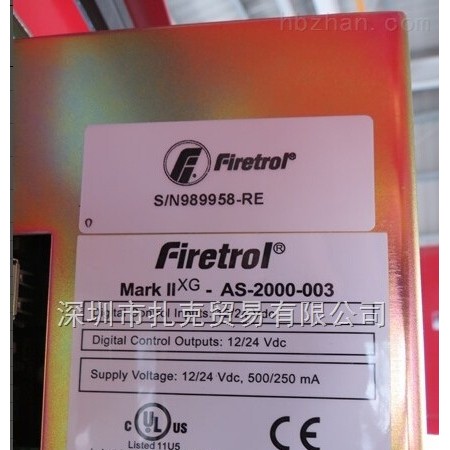 hbzhan.com
Firetrol®
S/N989958-RE
Firetrol®
Mark IIXG - AS-2000-003
深圳市扎克贸易有限公司
Digital Control Outputs: 12/24 Vdc
Supply Voltage: 12/24 Vdc, 500/250 mA
C UL US
Listed 11U5
CE